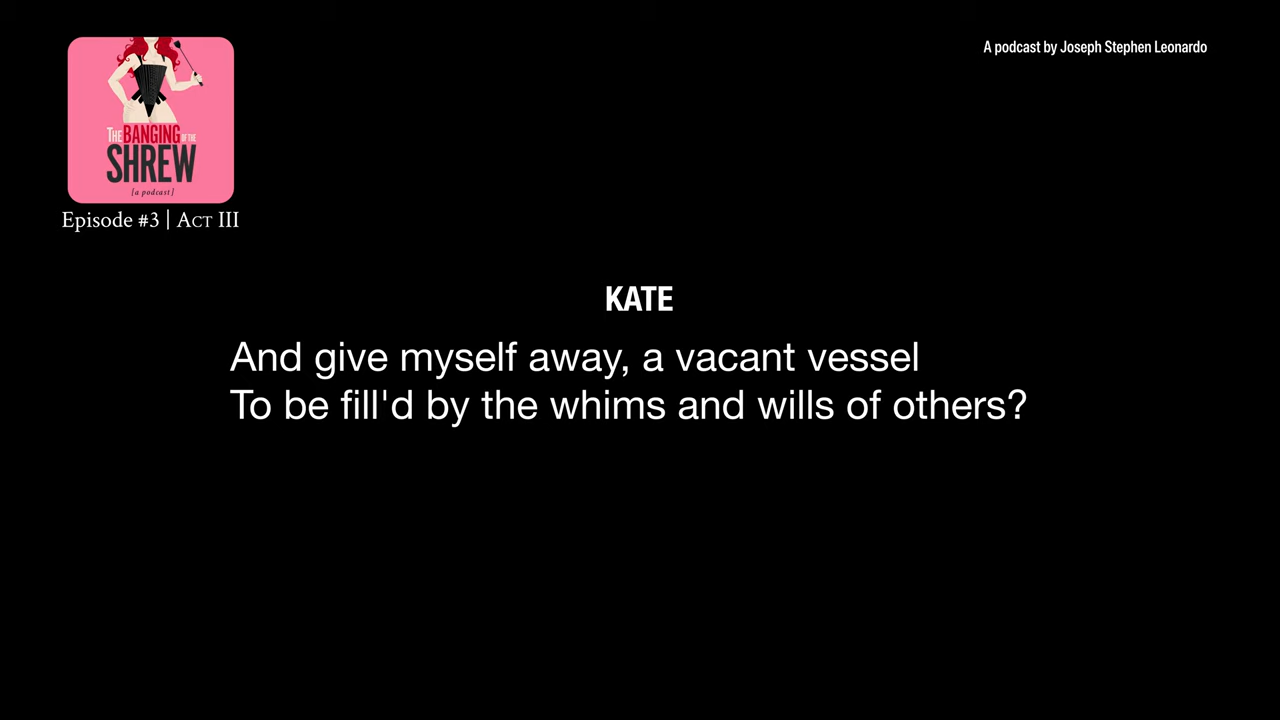 A podcast by Joseph Stephen Leonardo
THE BANGING OF THE
SHREW
[a podcast]
Episode #3 | ACT III
KATE
And give myself away, a vacant vessel
To be fill'd by the whims and wills of others?